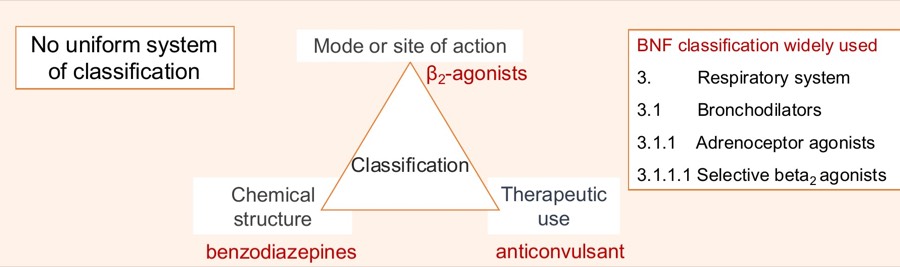 No uniform system
of classification
Mode or site of action
β₂-agonists
Classification
Chemical
structure
benzodiazepines
Therapeutic
use
anticonvulsant
BNF classification widely used
3. Respiratory system
3.1 Bronchodilators
3.1.1 Adrenoceptor agonists
3.1.1.1 Selective beta₂ agonists